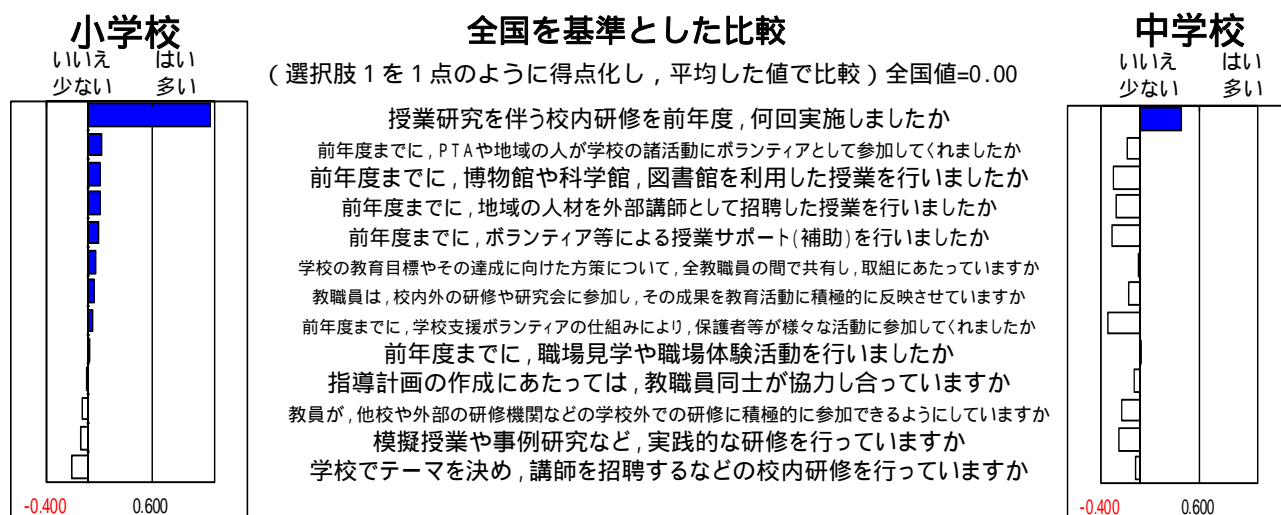 小学校
いいえ はい
少ない 多い
全国を基準とした比較
(選択肢1を1点のように得点化し,平均した値で比較)全国値=0.00
中学校
いいえ はい
少ない 多い
授業研究を伴う校内研修を前年度,何回実施しましたか
前年度までに,PTAや地域の人が学校の諸活動にボランティアとして参加してくれましたか
前年度までに,博物館や科学館,図書館を利用した授業を行いましたか
前年度までに,地域の人材を外部講師として招聘した授業を行いましたか
前年度までに,ボランティア等による授業サポート(補助)を行いましたか
学校の教育目標やその達成に向けた方策について,全教職員の間で共有し,取組にあたっていますか
教職員は,校内外の研修や研究会に参加し,その成果を教育活動に積極的に反映させていますか
前年度までに,学校支援ボランティアの仕組みにより,保護者等が様々な活動に参加してくれましたか
前年度までに,職場見学や職場体験活動を行いましたか
指導計画の作成にあたっては,教職員同士が協力し合っていますか
教員が,他校や外部の研修機関などの学校外での研修に積極的に参加できるようにしていますか
模擬授業や事例研究など,実践的な研修を行っていますか
学校でテーマを決め,講師を招聘するなどの校内研修を行っていますか
-0.400 0.600
-0.400 0.600